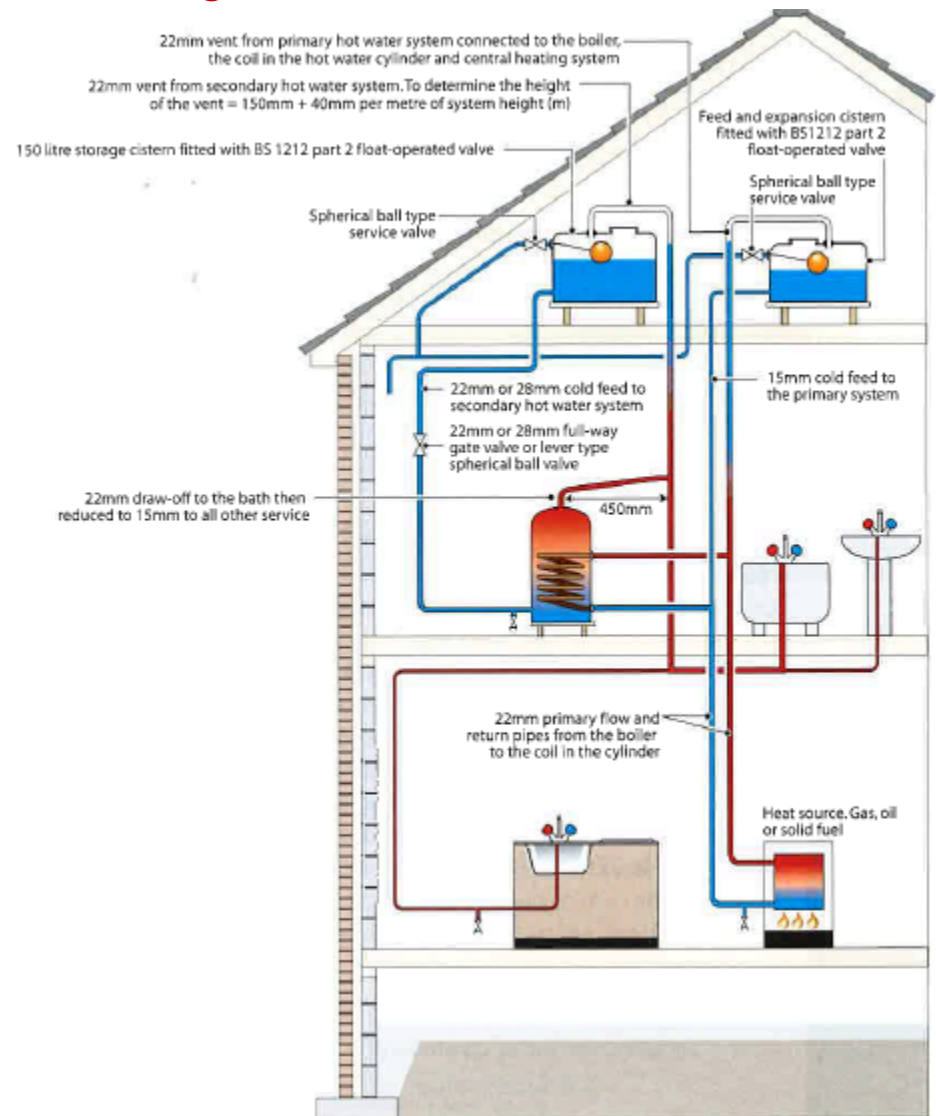 22mm vent from primary hot water system connected to the boiler,
the coil in the hot water cylinder and central heating system
22mm vent from secondary hot water system. To determine the height
of the vent = 150mm + 40mm per metre of system height (m)
Feed and expansion cistern
fitted with BS1212 part 2
float-operated valve
150 litre storage cistern fitted with BS 1212 part 2 float-operated valve
Spherical ball type
service valve
Spherical ball type
service valve
22mm or 28mm cold feed to
secondary hot water system
15mm cold feed to
the primary system
22mm or 28mm full-way
gate valve or lever type
spherical ball valve
22mm draw-off to the bath then
reduced to 15mm to all other service
450mm
22mm primary flow and
return pipes from the boiler
to the coil in the cylinder
Heat source. Gas, oil
or solid fuel